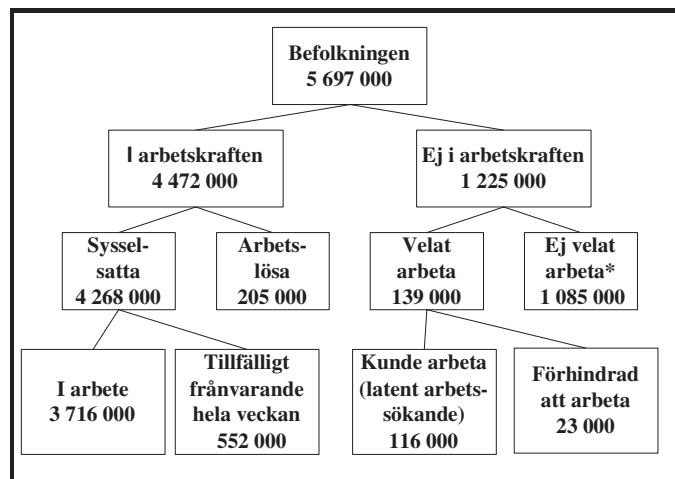 Befolkningen
5 697 000
I arbetskraften
4 472 000
Ej i arbetskraften
1 225 000
Syssel-
satta
4 268 000
Arbets-
lösa
205 000
Velat
arbeta
139 000
Ej velat
arbeta*
1 085 000
I arbete
3 716 000
Tillfälligt
frånvarande
hela veckan
552 000
Kunde arbeta
(latent arbets-
sökande)
116 000
Förhindrad
att arbeta
23 000